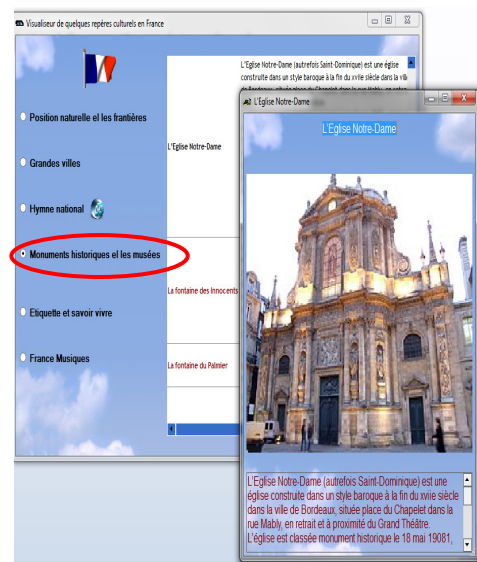 Visualiseur de quelques repères culturels en France
Position naturelle el les frantières
Grandes villes
Hymne national
Monuments historiques el les musées
Etiquette et savoir vivre
France Musiques
L'Eglise Notre-Dame (autrefois Saint-Dominique) est une église
construite dans un style baroque à la fin du xviie siècle dans la vill
L'Eglise Notre-Dame
La fontaine des Innocents
La fontaine du Palmier
L'Eglise Notre-Dame
L'Eglise Notre-Dame
L'Eglise Notre-Dame (autrefois Saint-Dominique) est une
église construite dans un style baroque à la fin du xviie siècle
dans la ville de Bordeaux, située place du Chapelet dans la
rue Mably, en retrait et à proximité du Grand Théâtre.
L'église est classée monument historique le 18 mai 19081,